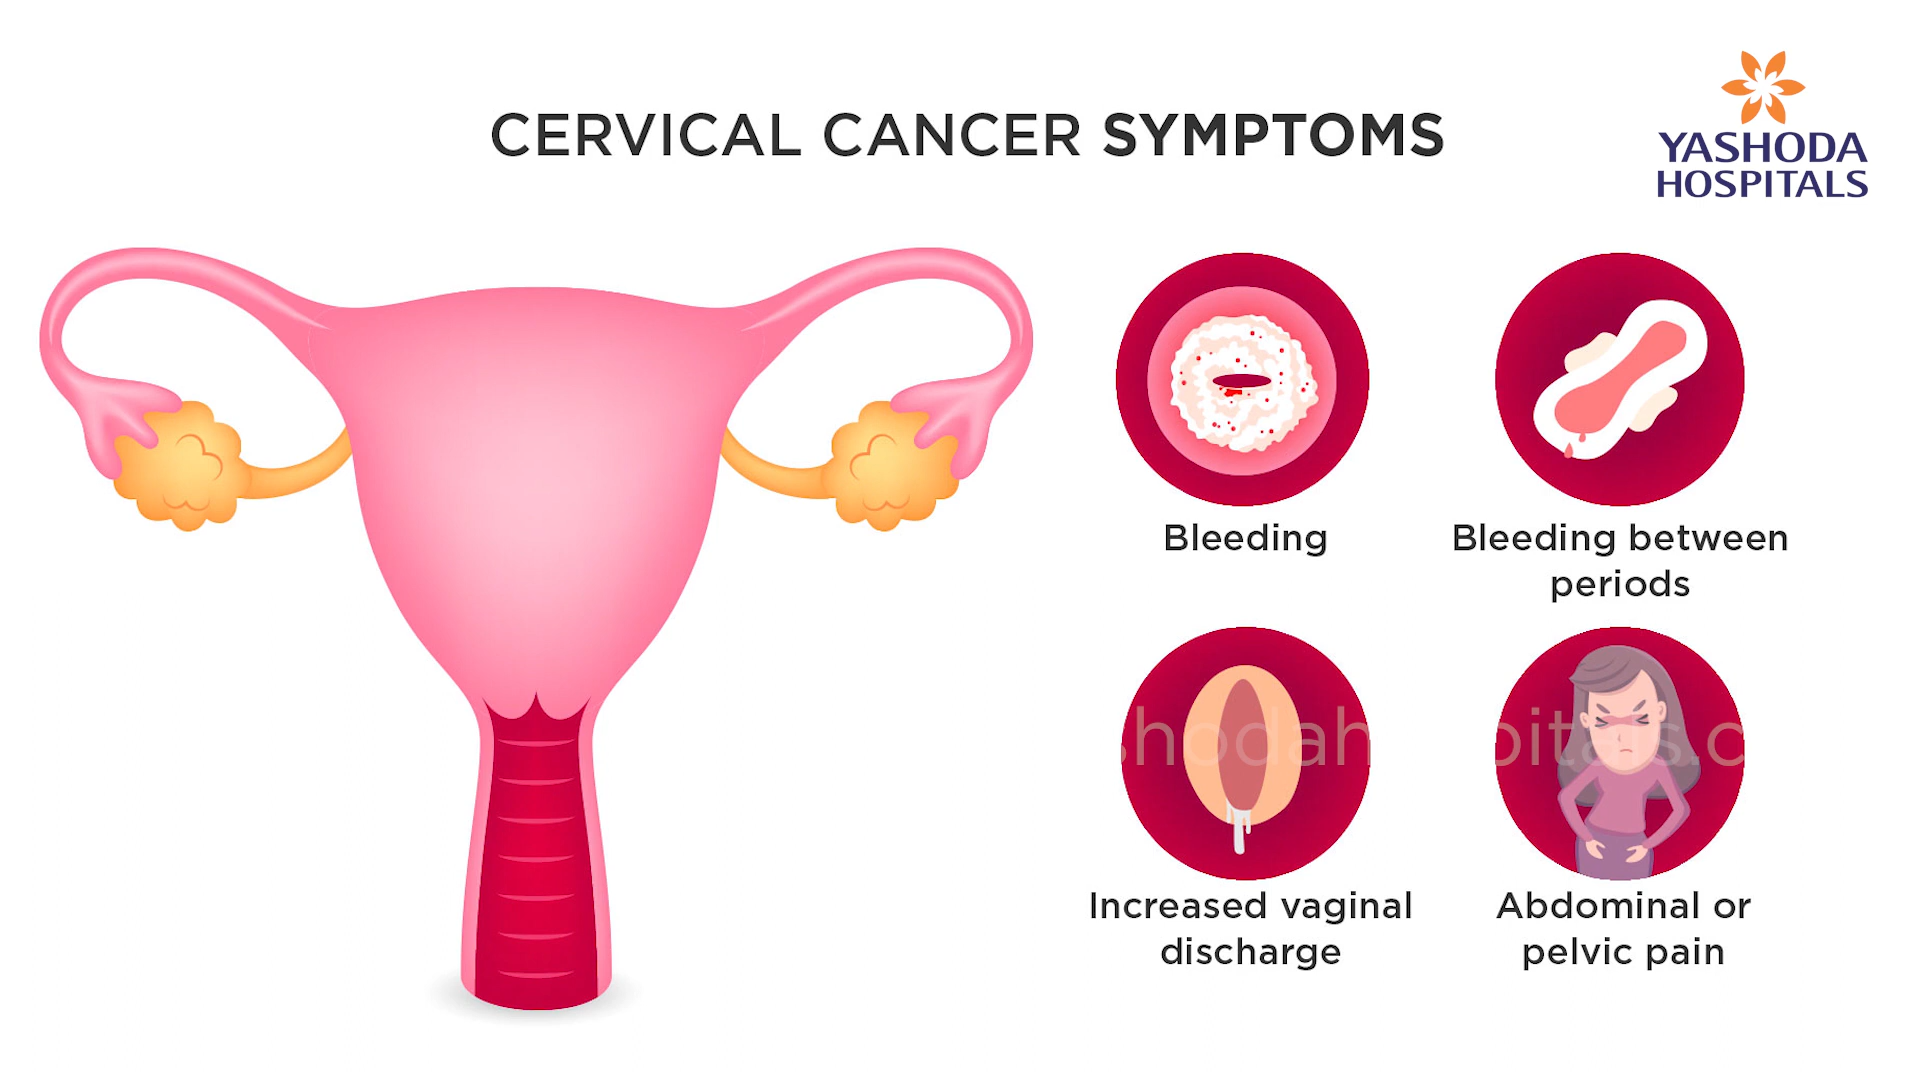 CERVICAL CANCER SYMPTOMS
YASHODA
HOSPITALS
Bleeding
Bleeding between
periods
Increased vaginal
discharge
Abdominal or
pelvic pain